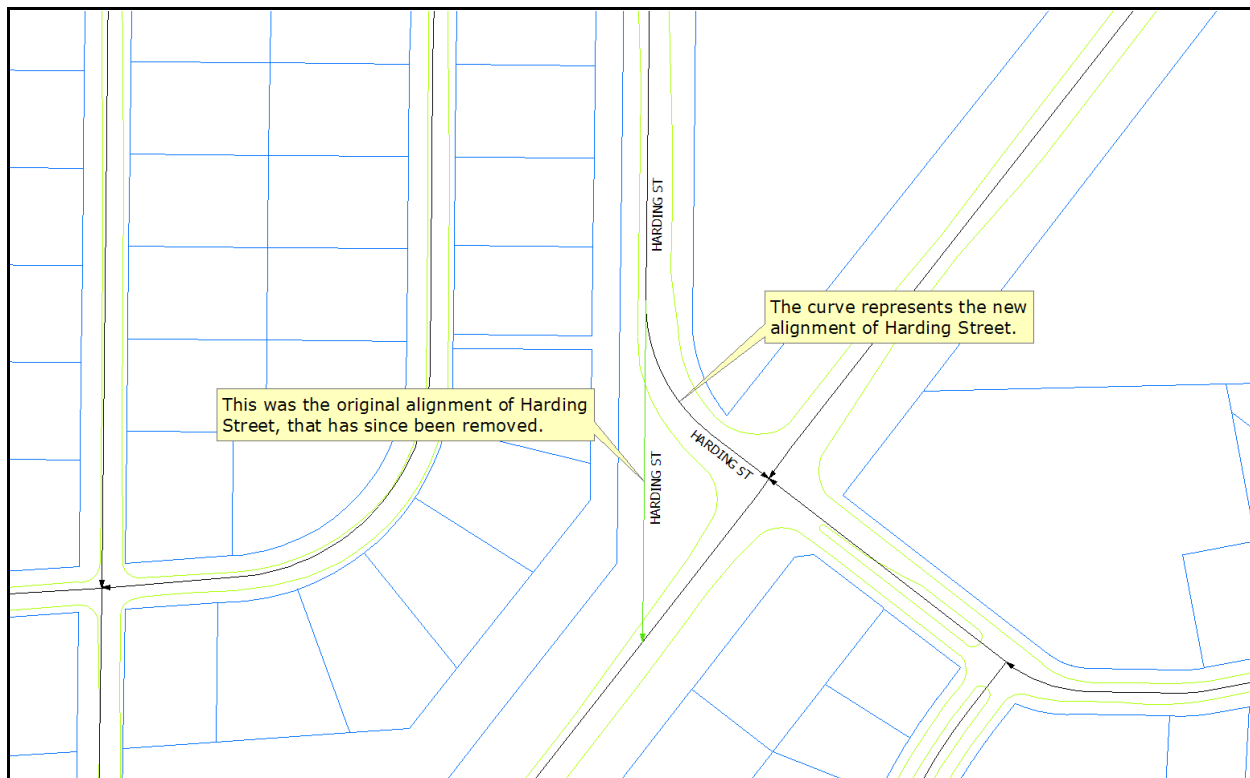 HARDING ST
The curve represents the new
alignment of Harding Street.
This was the original alignment of Harding
Street, that has since been removed.
HARDING ST
HARDING ST